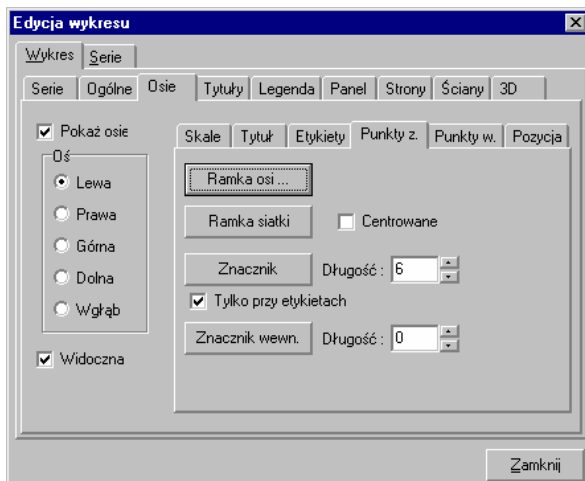 Edycja wykresu
Wykres Serie
Serie Ogólne Osie Tytuły Legenda Panel Strony Ściany 3D
Pokaż osie
Skale Tytuł Etykiety Punkty z. Punkty w. Pozycja
Oś
Lewa
Prawa
Górna
Dolna
Wgłąb
Widoczna
Ramka osi ...
Ramka siatki Centrowane
Znacznik Długość : 6
Tylko przy etykietach
Znacznik wewn. Długość : 0
Zamknij